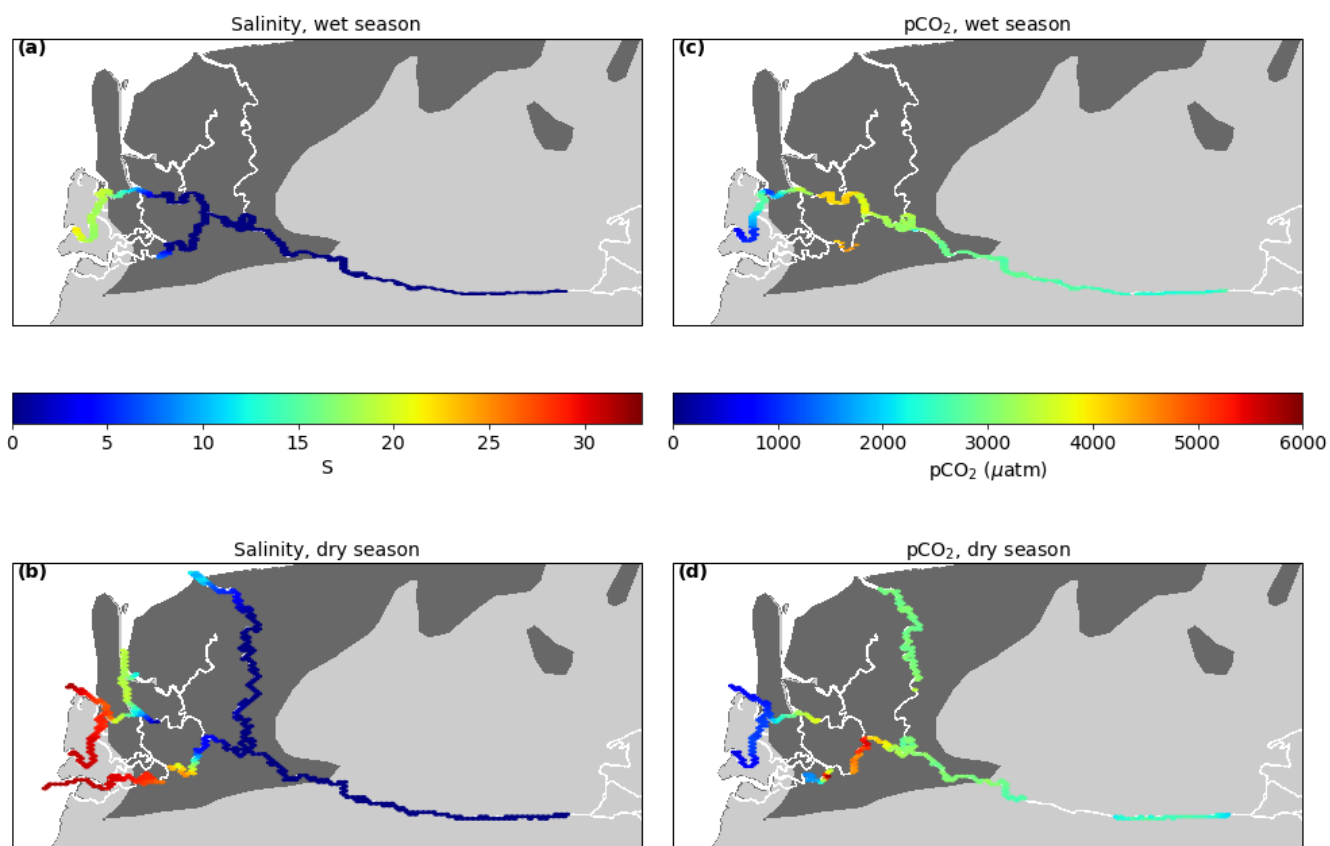 Salinity, wet season
(a)
pCO₂, wet season
(c)
0 5 10 15 20 25 30
S
0 1000 2000 3000 4000 5000 6000
pCO₂ (μatm)
Salinity, dry season
(b)
pCO₂, dry season
(d)